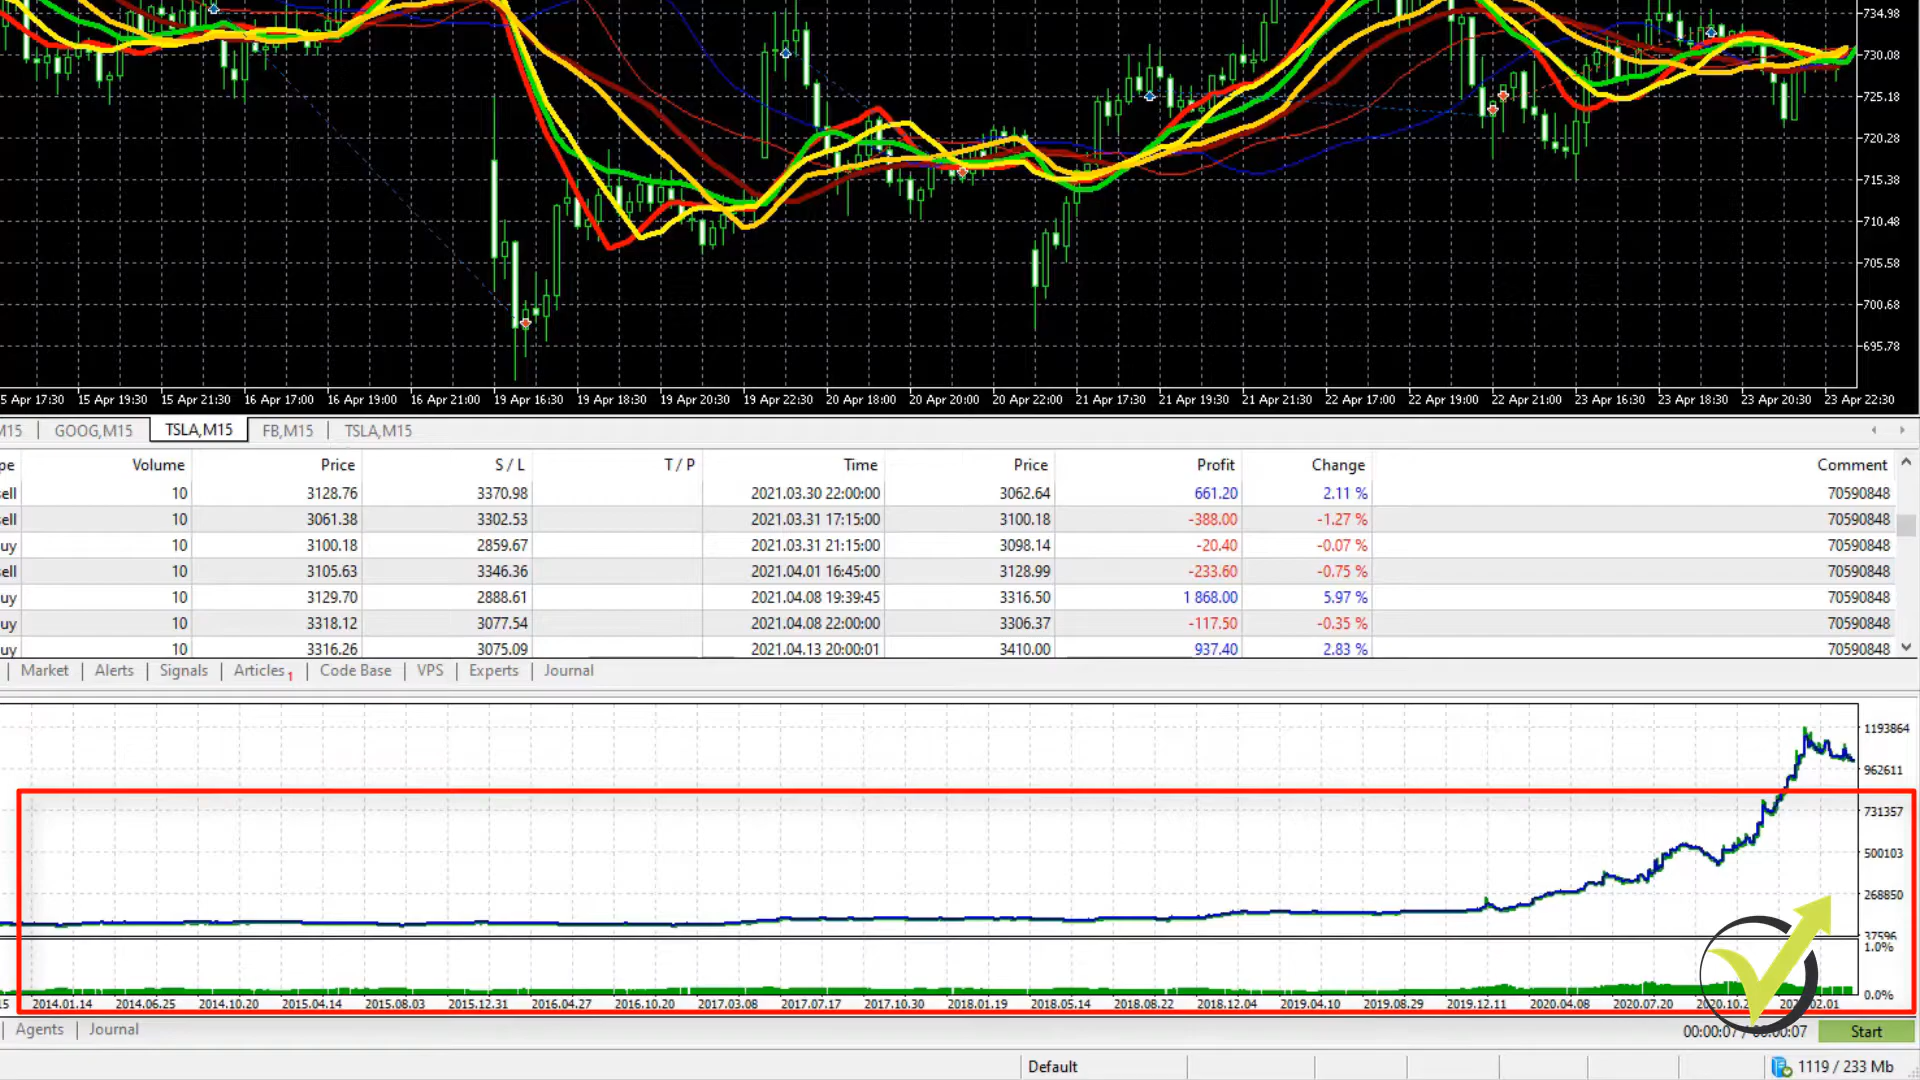 734.98
730.08
725.18
720.28
715.38
710.48
705.58
700.68
695.78
5 Apr 17:30 15 Apr 19:30 15 Apr 21:30 16 Apr 17:00 16 Apr 19:00 16 Apr 21:00 19 Apr 16:30 19 Apr 18:30 19 Apr 20:30 19 Apr 22:30 20 Apr 18:00 20 Apr 20:00 20 Apr 22:00 21 Apr 17:30 21 Apr 19:30 21 Apr 21:30 22 Apr 17:00 22 Apr 19:00 22 Apr 21:00 23 Apr 16:30 23 Apr 18:30 23 Apr 20:30 23 Apr 22:30
M15 GOOG,M15 TSLA,M15 FB,M15 TSLA,M15
pe Volume Price S / L T / P Time Price Profit Change Comment
sell 10 3128.76 3370.98 2021.03.30 22:00:00 3062.64 661.20 2.11 % 70590848
sell 10 3061.38 3302.53 2021.03.31 17:15:00 3100.18 -388.00 -1.27 % 70590848
uy 10 3100.18 2859.67 2021.03.31 21:15:00 3098.14 -20.40 -0.07 % 70590848
sell 10 3105.63 3346.36 2021.04.01 16:45:00 3128.99 -233.60 -0.75 % 70590848
uy 10 3129.70 2888.61 2021.04.08 19:39:45 3316.50 1 868.00 5.97 % 70590848
uy 10 3318.12 3077.54 2021.04.08 22:00:00 3306.37 -117.50 -0.35 % 70590848
uy 10 3316.26 3075.09 2021.04.13 20:00:01 3410.00 937.40 2.83 % 70590848
Market Alerts Signals Articles 1 Code Base VPS Experts Journal
1193864
962611
731357
500103
268850
37596
1.0%
0.0%
15 2014.01.14 2014.06.25 2014.10.20 2015.04.14 2015.08.03 2015.12.31 2016.04.27 2016.10.20 2017.03.08 2017.07.17 2017.10.30 2018.01.19 2018.05.14 2018.08.22 2018.12.04 2019.04.10 2019.08.29 2019.12.11 2020.04.08 2020.07.20
Agents Journal 00:00:07 / 00:00:07 Start
Default 1119 / 233 Mb